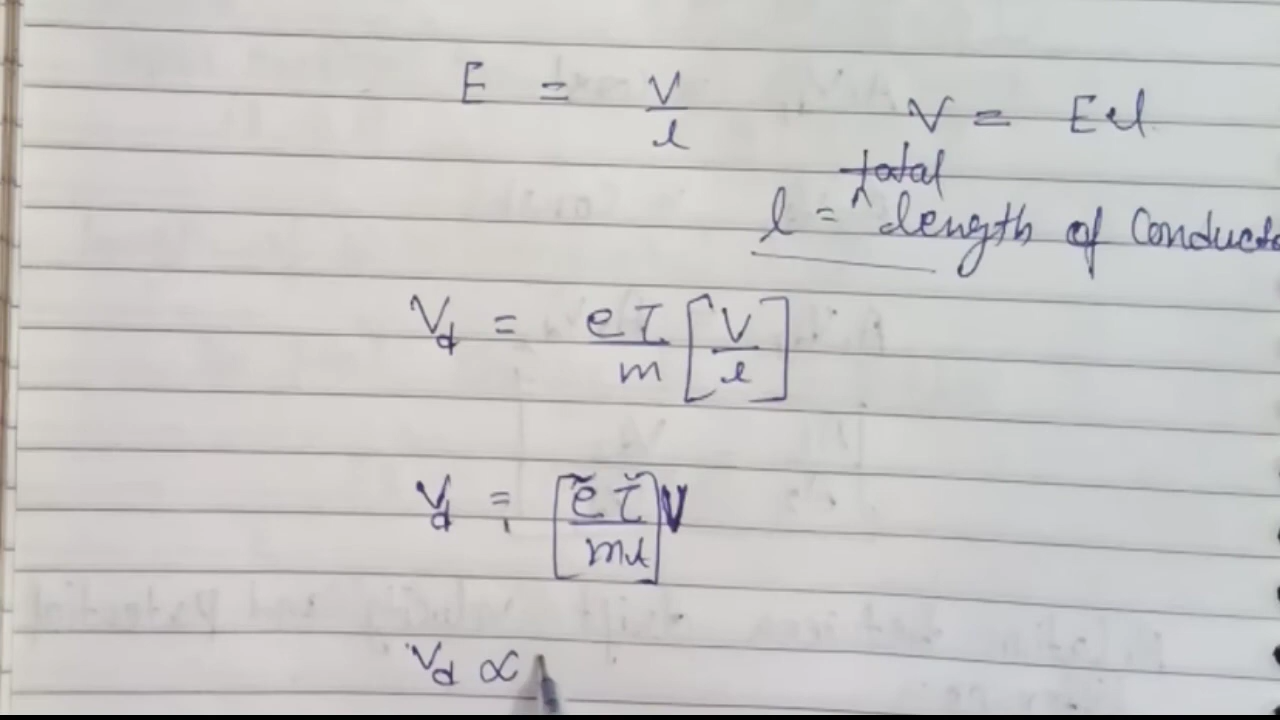 E = V/l V = El
total
l = ^ length of Conducto
Vd = eτ/m [V/l]
Vd = [eτ/ml] V
Vd ∝